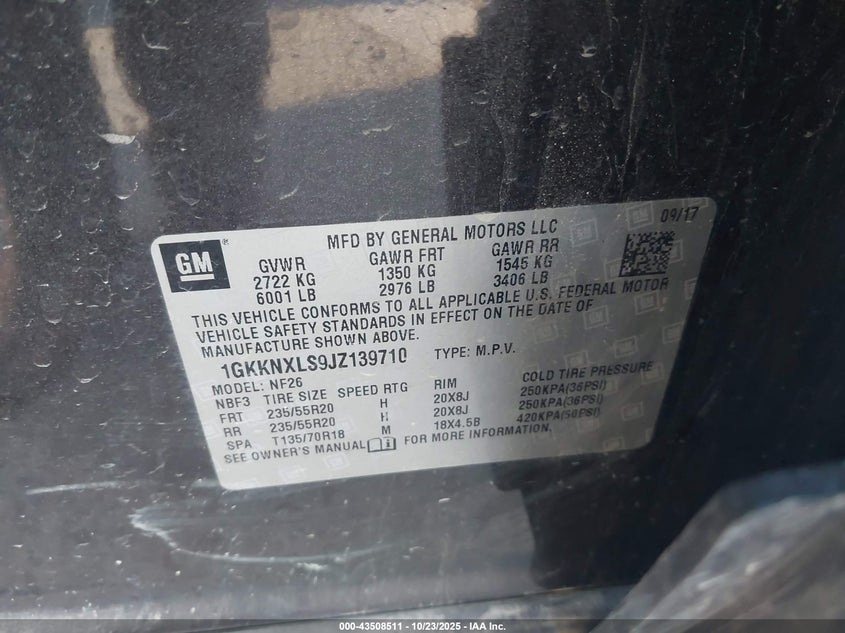 09/17
MFD BY GENERAL MOTORS LLC
GM®
GVWR GAWR FRT GAWR RR
2722 KG 1350 KG 1545 KG
6001 LB 2976 LB 3406 LB
THIS VEHICLE CONFORMS TO ALL APPLICABLE U.S. FEDERAL MOTOR
VEHICLE SAFETY STANDARDS IN EFFECT ON THE DATE OF
MANUFACTURE SHOWN ABOVE.
1GKKNXLS9JZ139710 TYPE: M.P.V.
MODEL: NF26
NBF3 TIRE SIZE SPEED RTG RIM COLD TIRE PRESSURE
FRT 235/55R20 H 20X8J 250KPA(36PSI)
RR 235/55R20 H 20X8J 250KPA(36PSI)
SPA T135/70R18 M 18X4.5B 420KPA(60PSI)
SEE OWNER'S MANUAL FOR MORE INFORMATION.
000-43508511 - 10/23/2025 - IAA Inc.